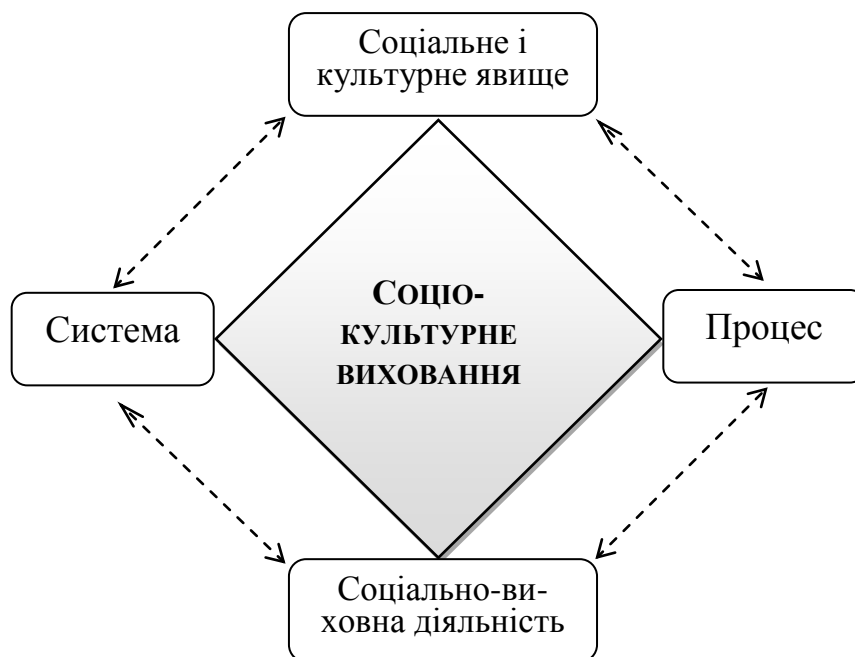 Соціальне і
культурне явище
Система
СОЦІО-
КУЛЬТУРНЕ
ВИХОВАННЯ
Процес
Соціально-ви-
ховна діяльність